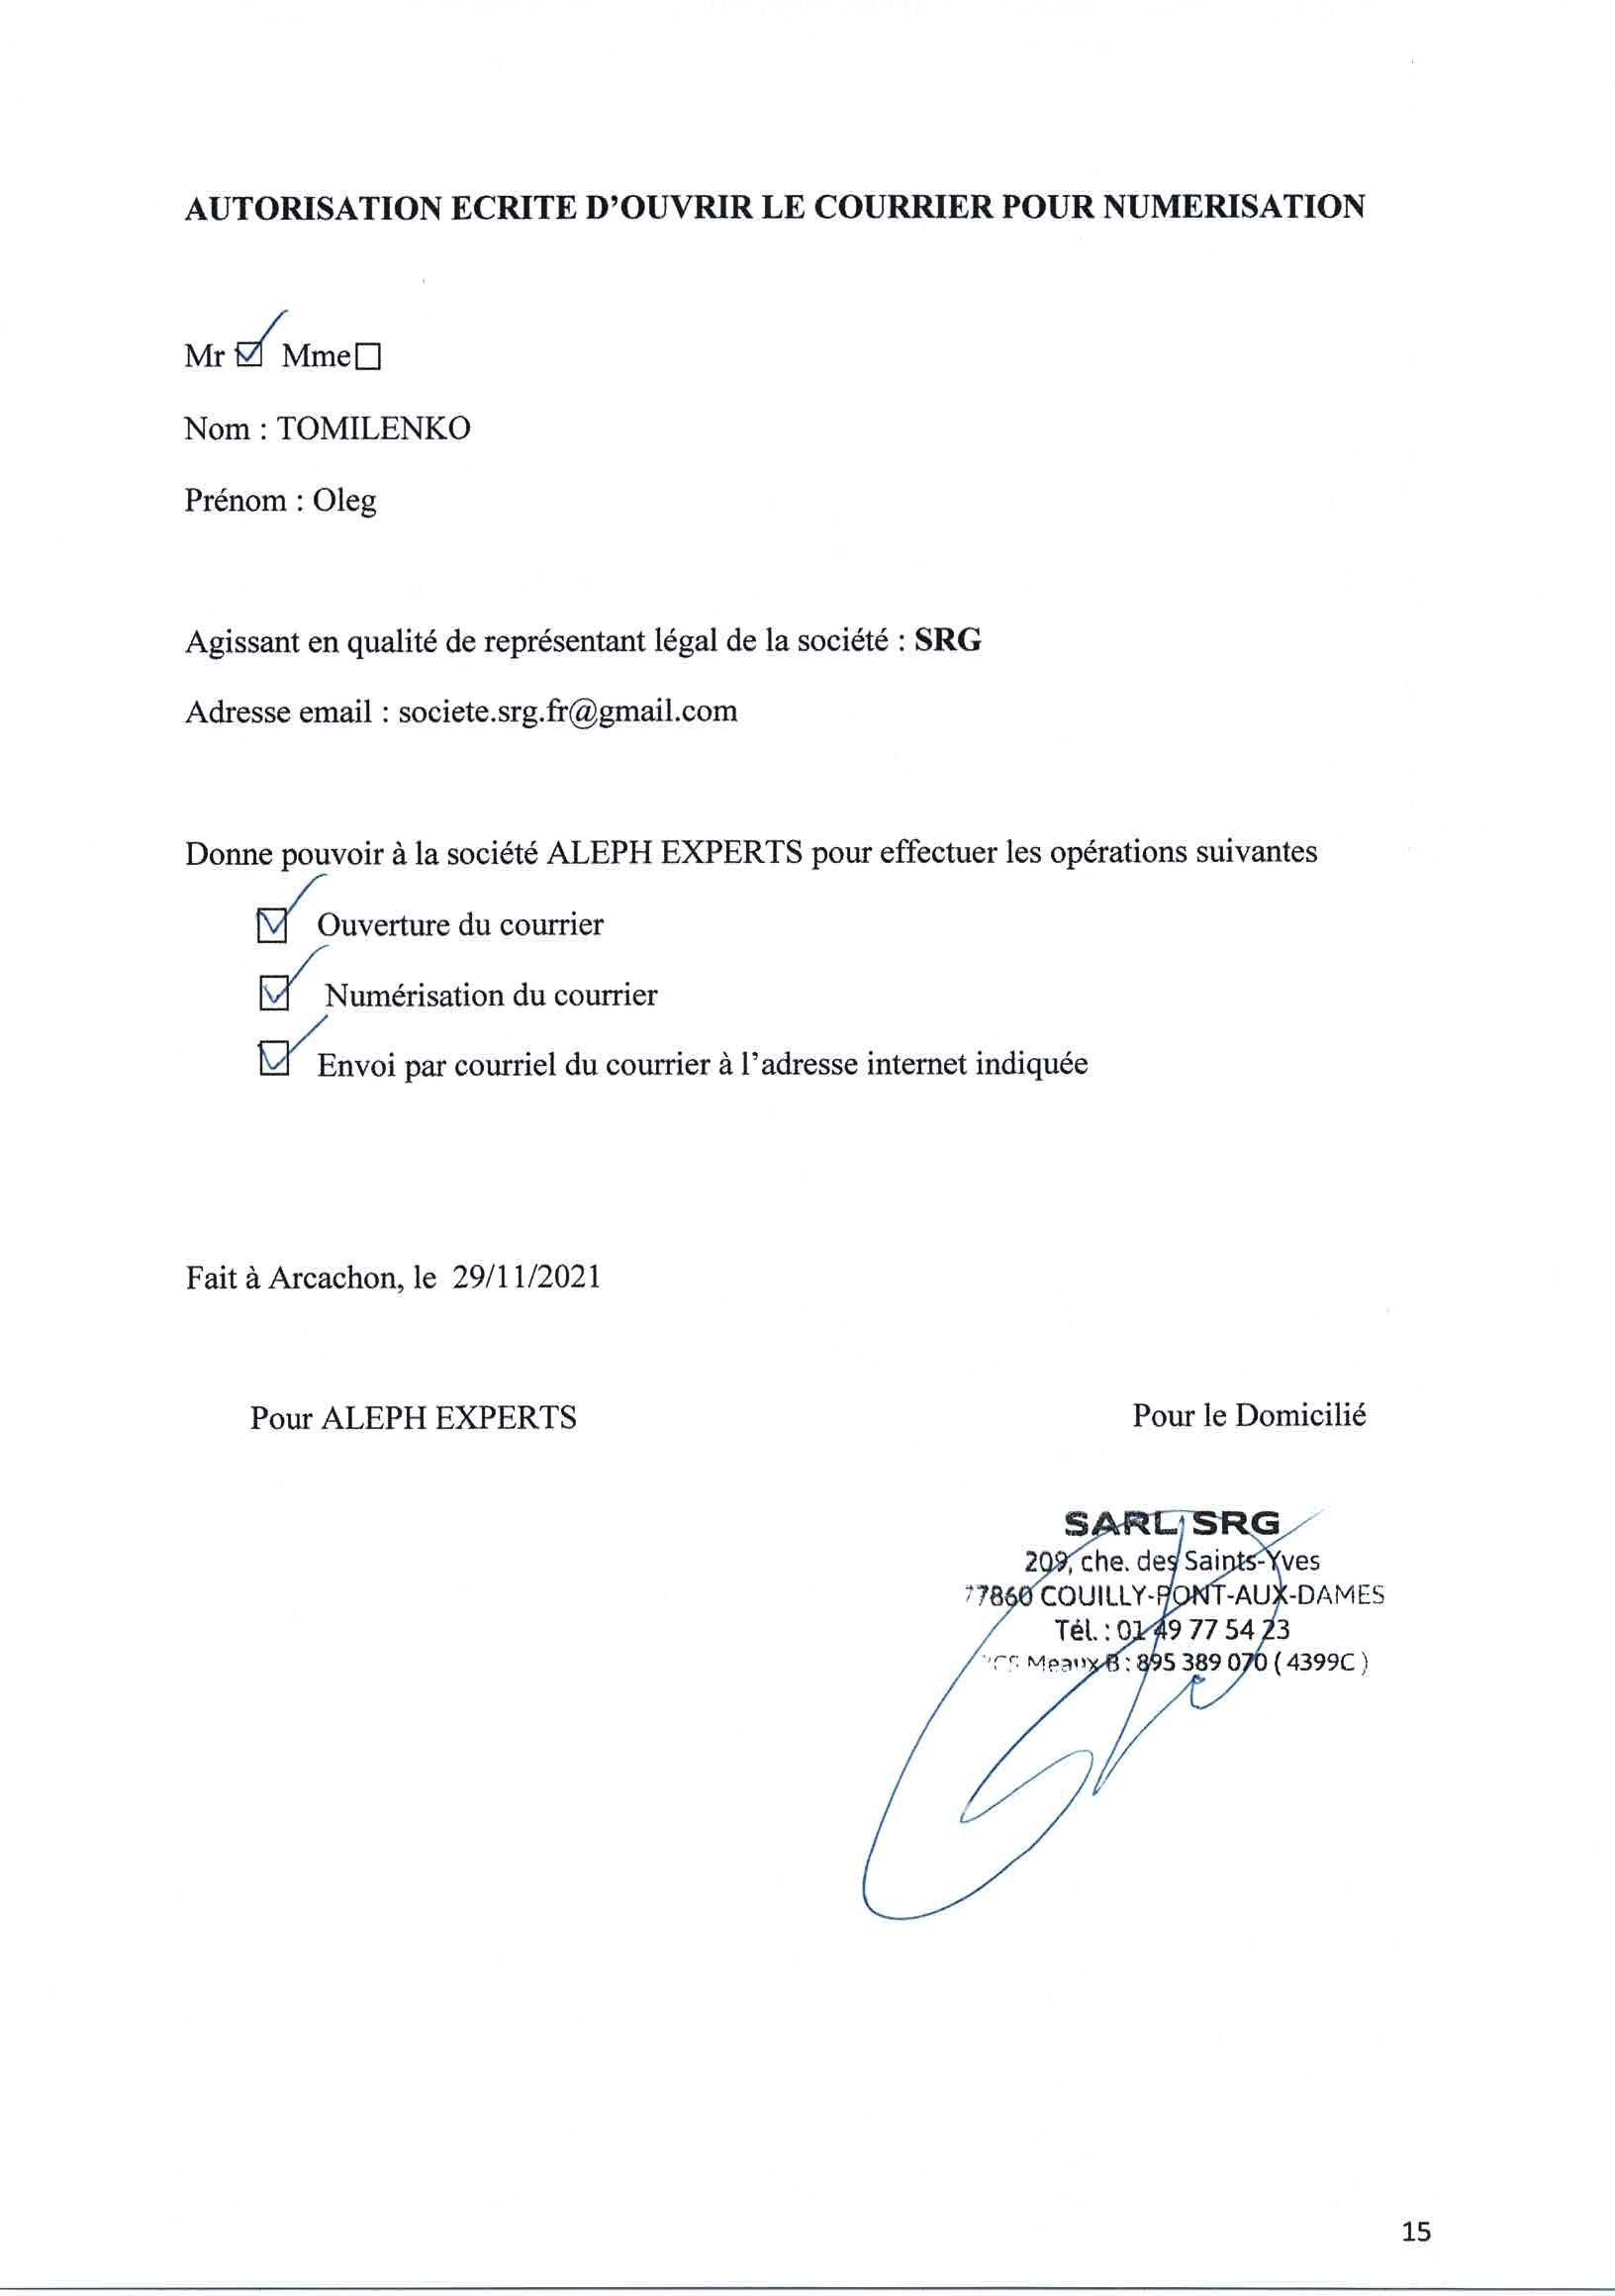 AUTORISATION ECRITE D'OUVRIR LE COURRIER POUR NUMERISATION
Mr ☑ Mme☐
Nom : TOMILENKO
Prénom : Oleg
Agissant en qualité de représentant légal de la société : SRG
Adresse email : societe.srg.fr@gmail.com
Donne pouvoir à la société ALEPH EXPERTS pour effectuer les opérations suivantes
☑ Ouverture du courrier
☑ Numérisation du courrier
☑ Envoi par courriel du courrier à l'adresse internet indiquée
Fait à Arcachon, le 29/11/2021
Pour ALEPH EXPERTS
Pour le Domicilié
SARL SRG
209, che. des Saints-Yves
77860 COUILLY-PONT-AUX-DAMES
Tél. : 01 49 77 54 23
Meaux B : 895 389 070 ( 4399C )
15